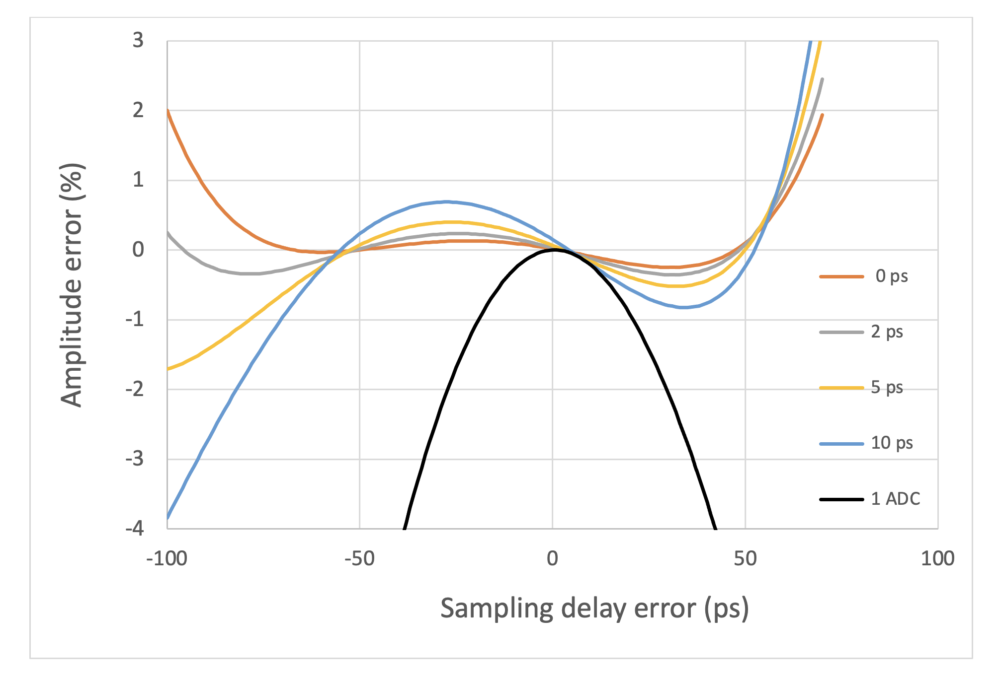 Amplitude error (%)
3
2
1
0
-1
-2
-3
-4
-100
-50
0
50
100
Sampling delay error (ps)
0 ps
2 ps
5 ps
10 ps
1 ADC